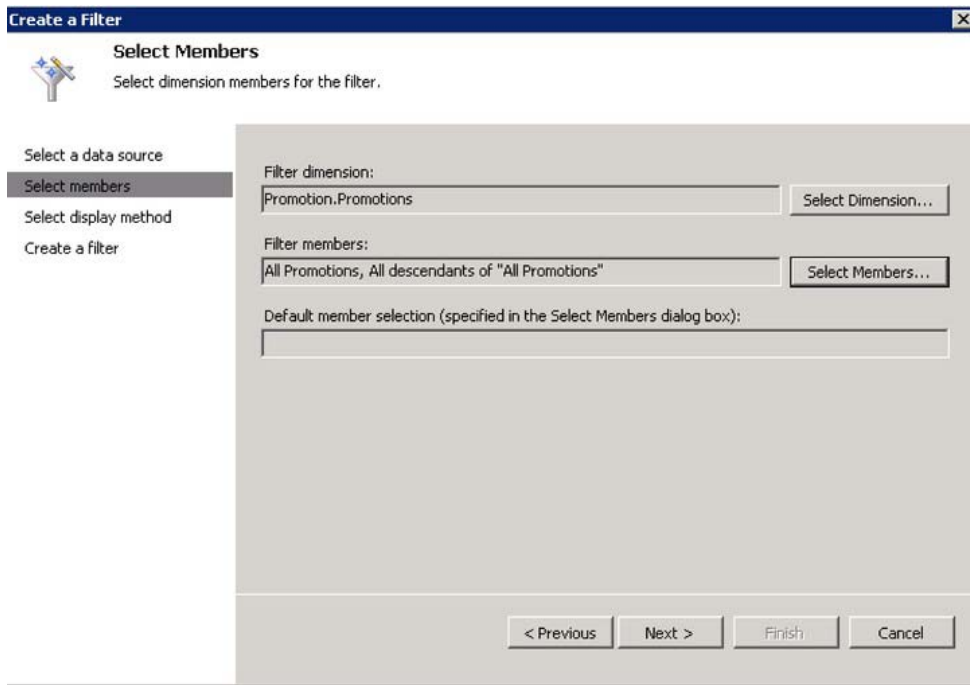 Create a Filter
Select Members
Select dimension members for the filter.
Select a data source
Select members
Select display method
Create a filter
Filter dimension:
Promotion.Promotions
Select Dimension...
Filter members:
All Promotions, All descendants of "All Promotions"
Select Members...
Default member selection (specified in the Select Members dialog box):
< Previous
Next >
Finish
Cancel